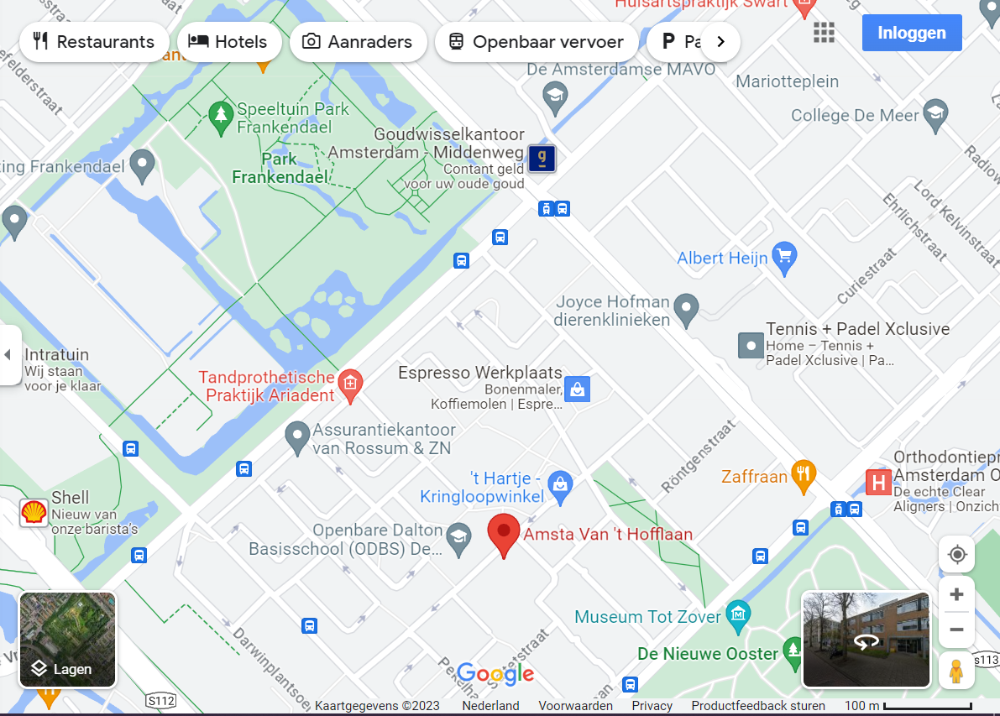 Huisartspraktijk Swart
Restaurants
Hotels
Aanraders
Openbaar vervoer
P
Inloggen
De Amsterdamse MAVO
Mariotteplein
College De Meer
Speeltuin Park
Frankendael
Park
Frankendael
Goudwisselkantoor
Amsterdam - Middenweg
Contant geld
voor uw oude goud
g
ting Frankendael
Lord Kelvinstraat
Ehrlichstraat
Curiestraat
Albert Heijn
Joyce Hofman
dierenklinieken
Tennis + Padel Xclusive
Home – Tennis +
Padel Xclusive | Pa...
Intratuin
Wij staan
voor je klaar
Tandprothetische
Praktijk Ariadent
Espresso Werkplaats
Bonenmaler,
Koffiemolen | Espre...
Assurantiekantoor
van Rossum & ZN
Röntgenstraat
't Hartje -
Kringloopwinkel
Zaffraan
H
Orthodontiepr
Amsterdam O
De echte Clear
Aligners | Onzich
Shell
Nieuw van
onze barista's
Openbare Dalton
Basisschool (ODBS) De...
Amsta Van 't Hofflaan
Museum Tot Zover
M
De Nieuwe Ooster
Lagen
Darwinplantsoe
Google
S112
s113
Kaartgegevens ©2023
Nederland
Voorwaarden
Privacy
Productfeedback sturen
100 m